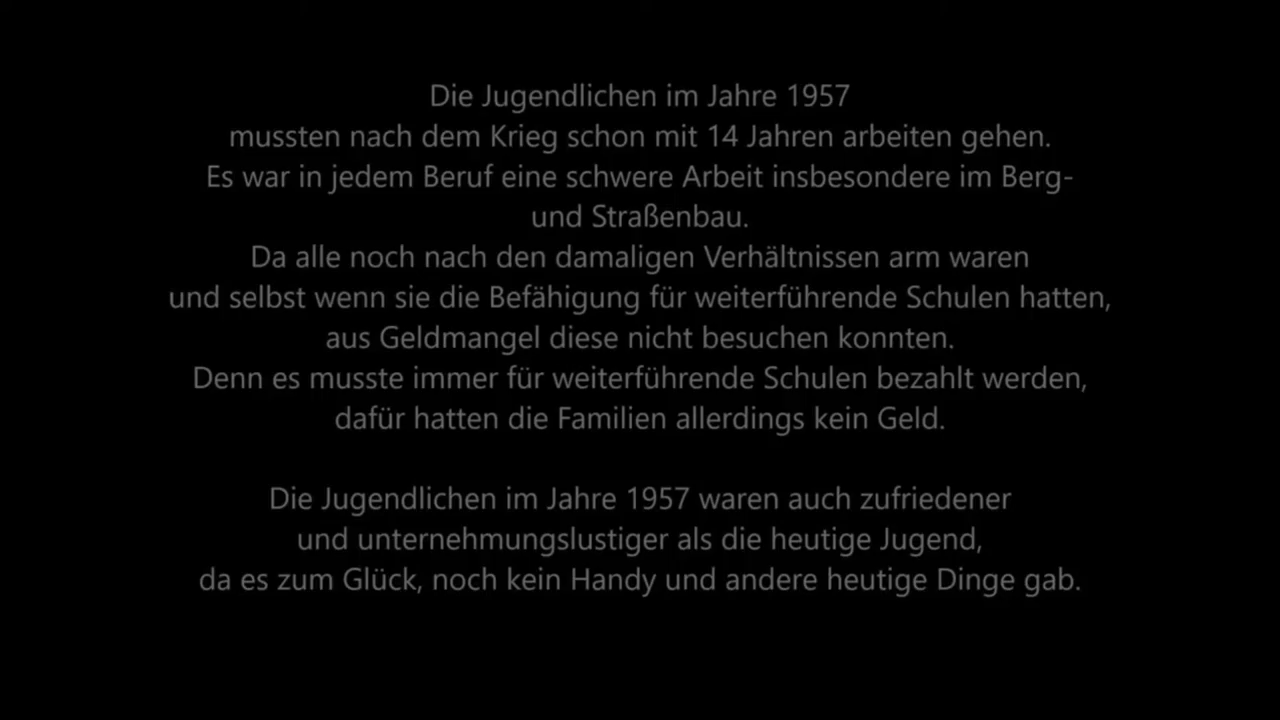 Die Jugendlichen im Jahre 1957
mussten nach dem Krieg schon mit 14 Jahren arbeiten gehen.
Es war in jedem Beruf eine schwere Arbeit insbesondere im Berg-
und Straßenbau.
Da alle noch nach den damaligen Verhältnissen arm waren
und selbst wenn sie die Befähigung für weiterführende Schulen hatten,
aus Geldmangel diese nicht besuchen konnten.
Denn es musste immer für weiterführende Schulen bezahlt werden,
dafür hatten die Familien allerdings kein Geld.
Die Jugendlichen im Jahre 1957 waren auch zufriedener
und unternehmungslustiger als die heutige Jugend,
da es zum Glück, noch kein Handy und andere heutige Dinge gab.